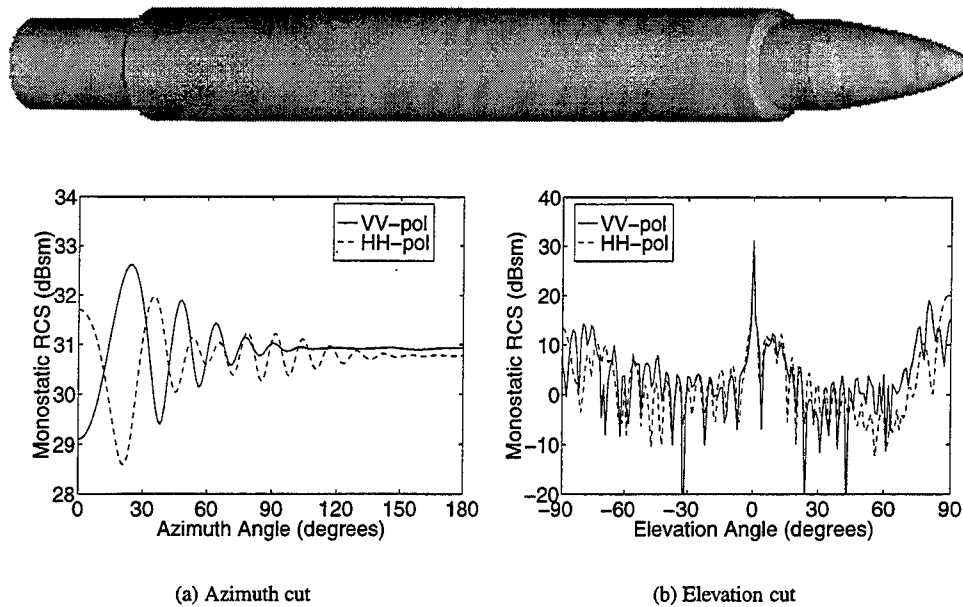 34
33
32
31
30
29
28
Monostatic RCS (dBsm)
VV-pol
HH-pol
0 30 60 90 120 150 180
Azimuth Angle (degrees)
(a) Azimuth cut
40
30
20
10
0
-10
-20
Monostatic RCS (dBsm)
VV-pol
HH-pol
-90 -60 -30 0 30 60 90
Elevation Angle (degrees)
(b) Elevation cut